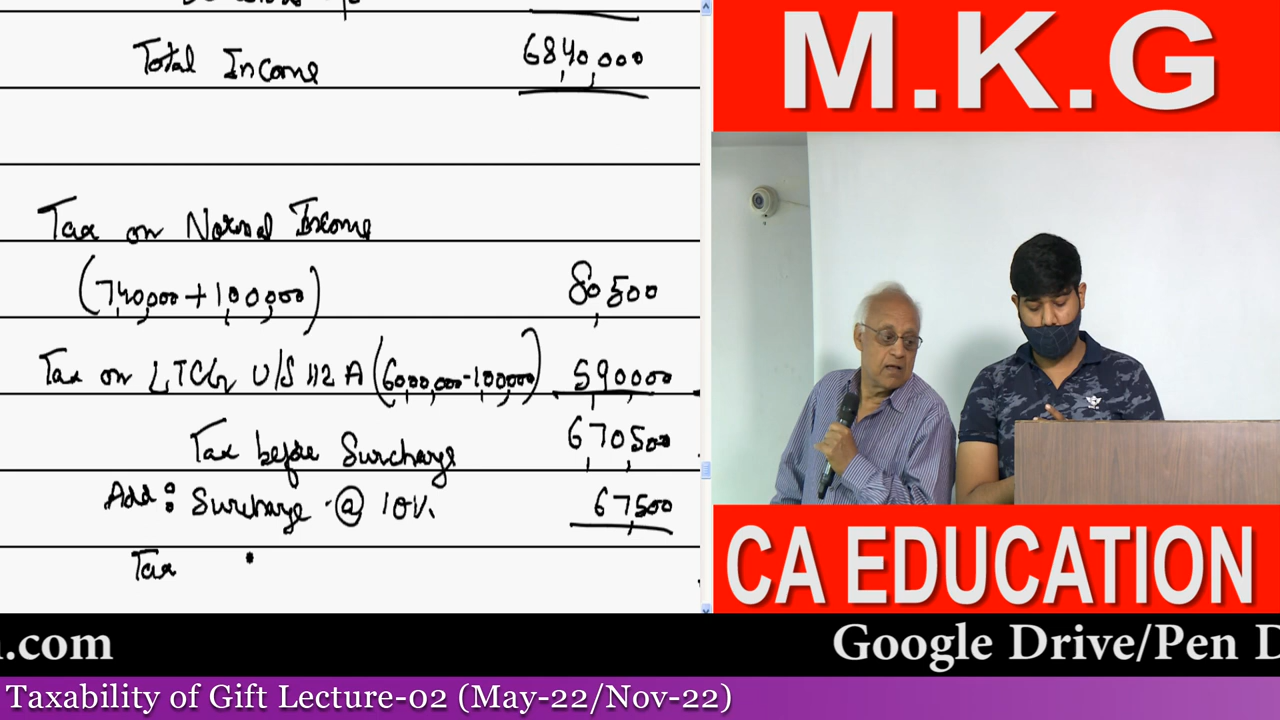 Total Income 6840,000
Tax on Normal Income
(740,000 + 100,000) 80,500
Tax on LTCG U/S 112 A (6000,000 - 100,000) 590000
Tax before Surcharge 670500
Add: Surcharge @ 10% 67500
Tax
M.K.G
CA EDUCATION
.com Google Drive/Pen D
Taxability of Gift Lecture-02 (May-22/Nov-22)